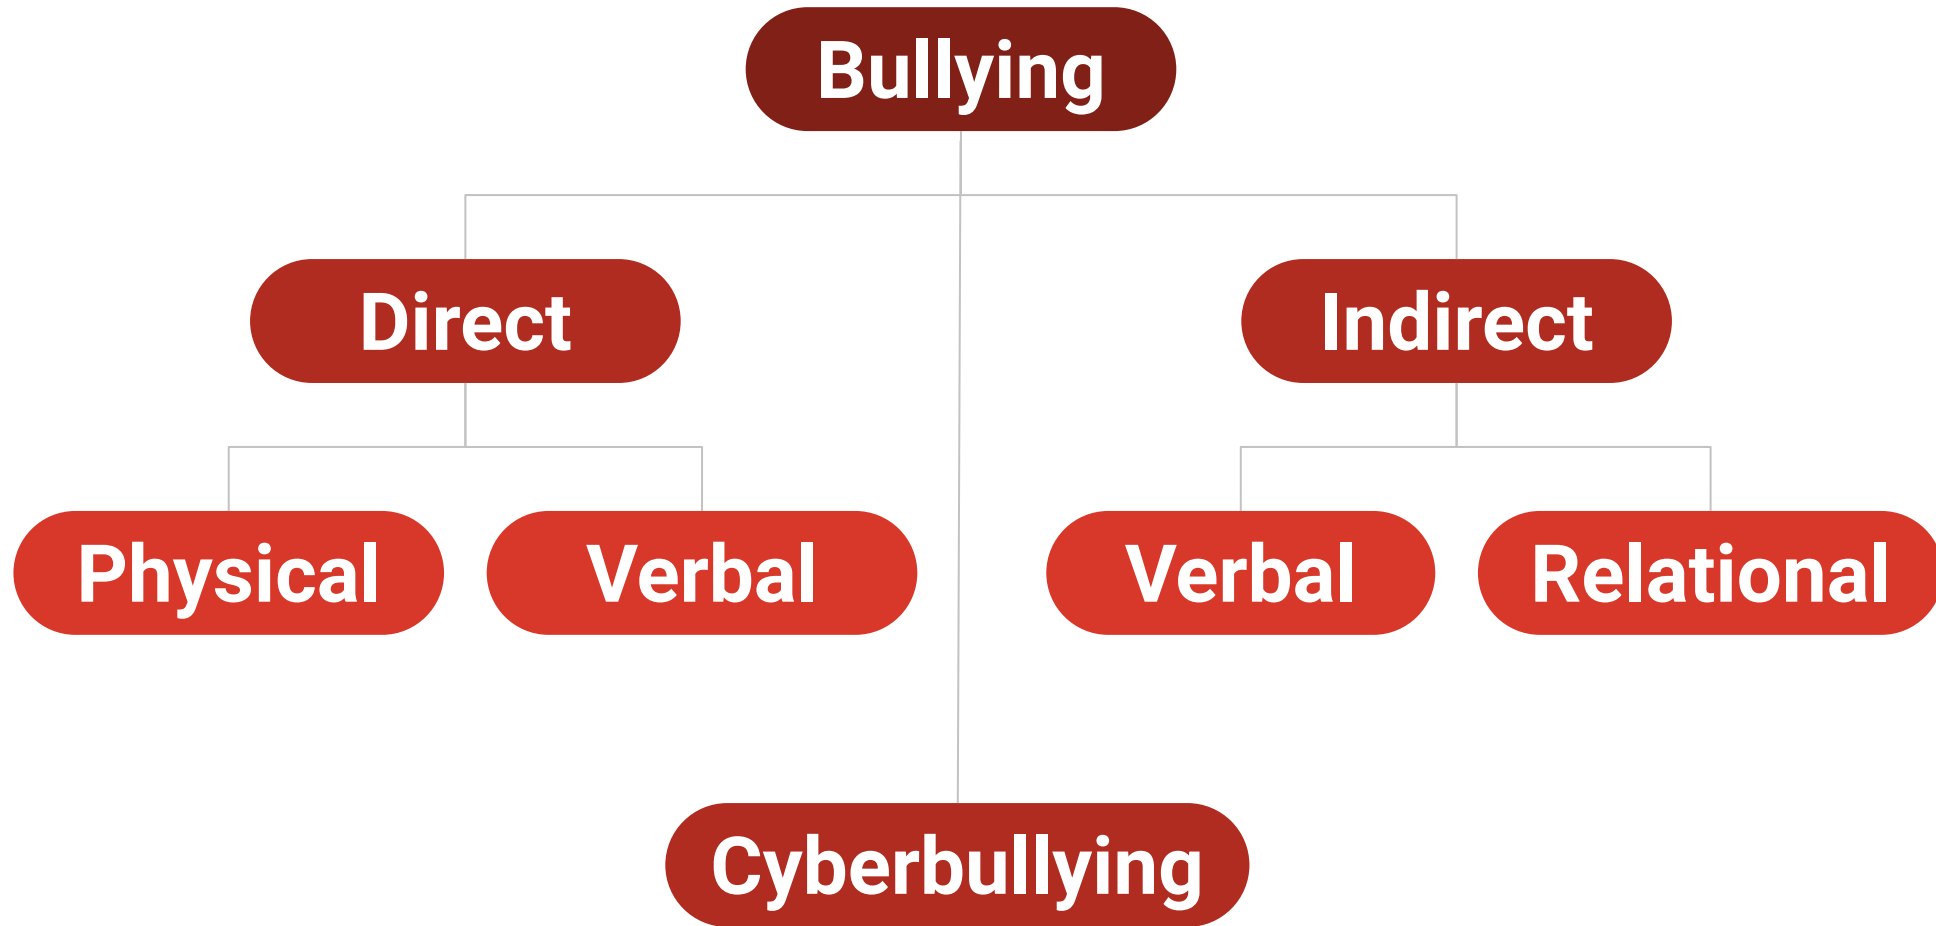 Bullying
Direct
Indirect
Physical
Verbal
Verbal
Relational
Cyberbullying